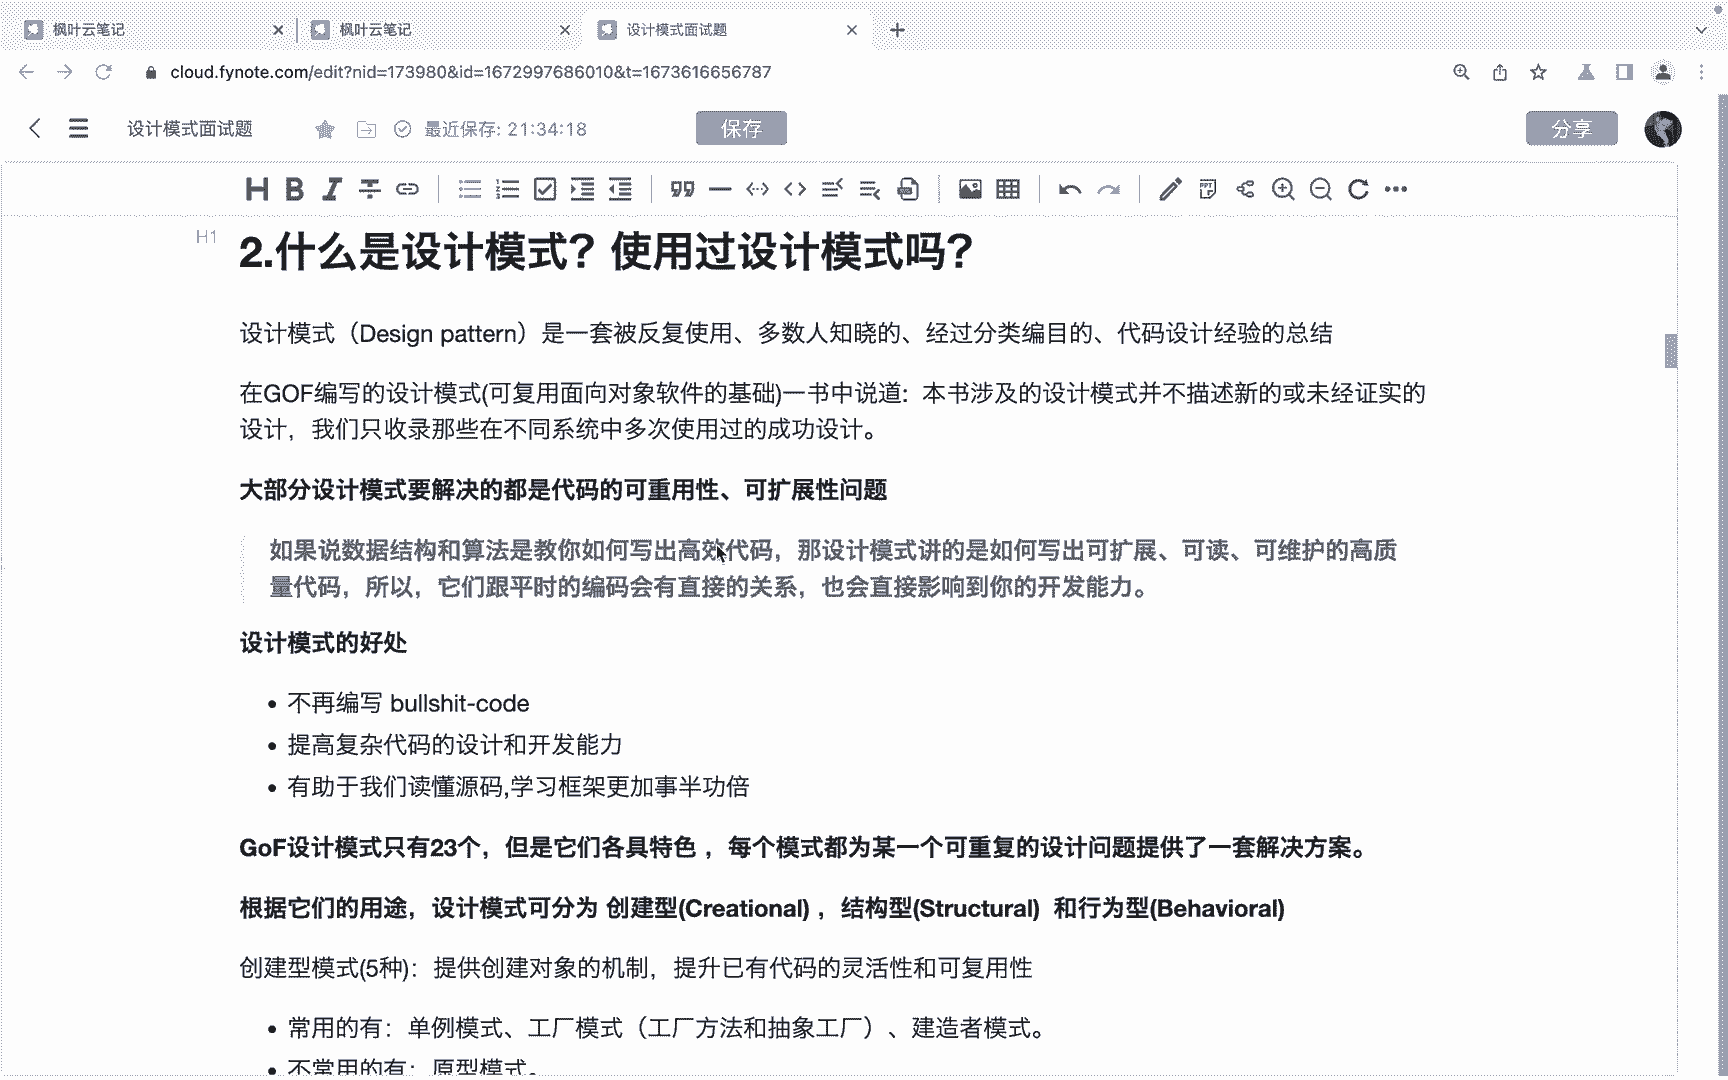 枫叶云笔记
枫叶云笔记
设计模式面试题
cloud.fynote.com/edit?nid=173980&id=1672997686010&t=1673616656787
设计模式面试题
最近保存: 21:34:18
保存
分享
H B I
H1
2.什么是设计模式？使用过设计模式吗？
设计模式（Design pattern）是一套被反复使用、多数人知晓的、经过分类编目的、代码设计经验的总结
在GOF编写的设计模式(可复用面向对象软件的基础)一书中说道：本书涉及的设计模式并不描述新的或未经证实的
设计，我们只收录那些在不同系统中多次使用过的成功设计。
大部分设计模式要解决的都是代码的可重用性、可扩展性问题
如果说数据结构和算法是教你如何写出高效代码，那设计模式讲的是如何写出可扩展、可读、可维护的高质
量代码，所以，它们跟平时的编码会有直接的关系，也会直接影响到你的开发能力。
设计模式的好处
• 不再编写 bullshit-code
• 提高复杂代码的设计和开发能力
• 有助于我们读懂源码,学习框架更加事半功倍
GoF设计模式只有23个，但是它们各具特色 ，每个模式都为某一个可重复的设计问题提供了一套解决方案。
根据它们的用途，设计模式可分为 创建型(Creational) ，结构型(Structural) 和行为型(Behavioral)
创建型模式(5种)：提供创建对象的机制，提升已有代码的灵活性和可复用性
• 常用的有：单例模式、工厂模式（工厂方法和抽象工厂）、建造者模式。
• 不常用的有：原型模式。